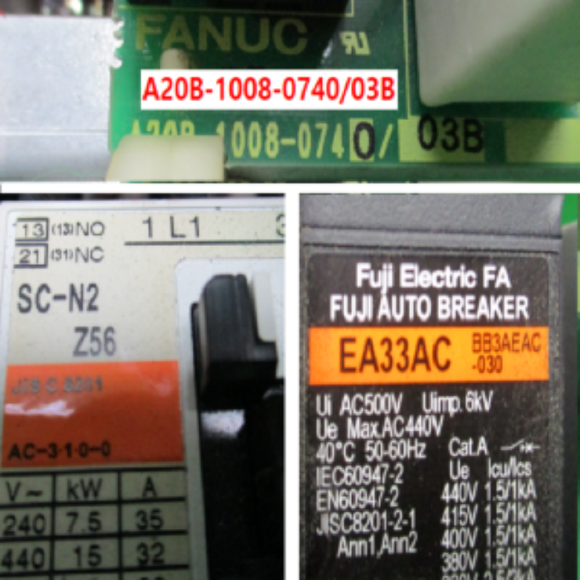 FANUC
A20B-1008-0740/03B
A20B-1008-0740/ 03B
13 (13)NO 1 L1 3
21 (31)NC
SC-N2
Z56
JIS C 8201
AC-3-1-0-0
V~ kW A
240 7.5 35
440 15 32
Fuji Electric FA
FUJI AUTO BREAKER
EA33AC BB3AEAC
-030
Ui AC500V Uimp. 6kV
Ue Max.AC440V
40°C 50-60Hz Cat.A
IEC60947-2 Ue Icu/Ics
EN60947-2 440V 1.5/1kA
JISC8201-2-1 415V 1.5/1kA
Ann1,Ann2 400V 1.5/1kA
380V 1.5/1kA